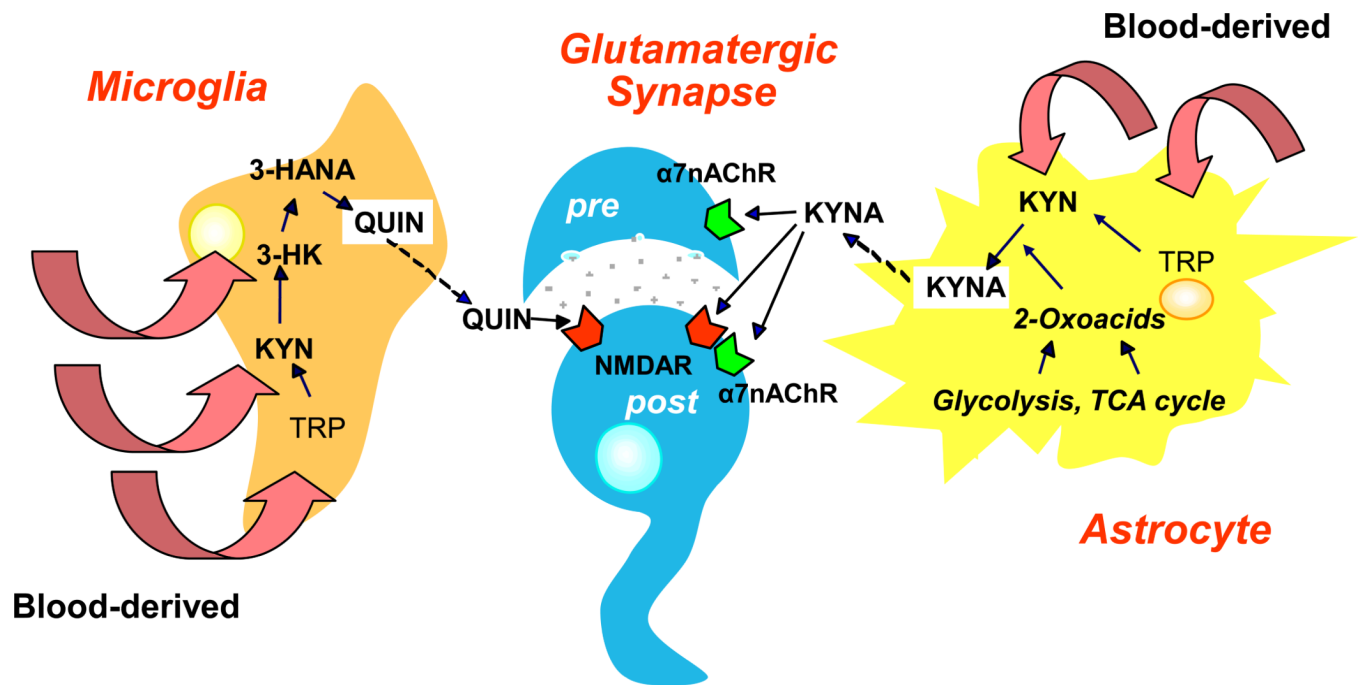 Microglia
3-HANA
QUIN
3-HK
KYN
TRP
Blood-derived
Glutamatergic
Synapse
α7nAChR
pre
KYNA
QUIN
NMDAR
α7nAChR
post
Blood-derived
KYN
TRP
KYNA
2-Oxoacids
Glycolysis, TCA cycle
Astrocyte